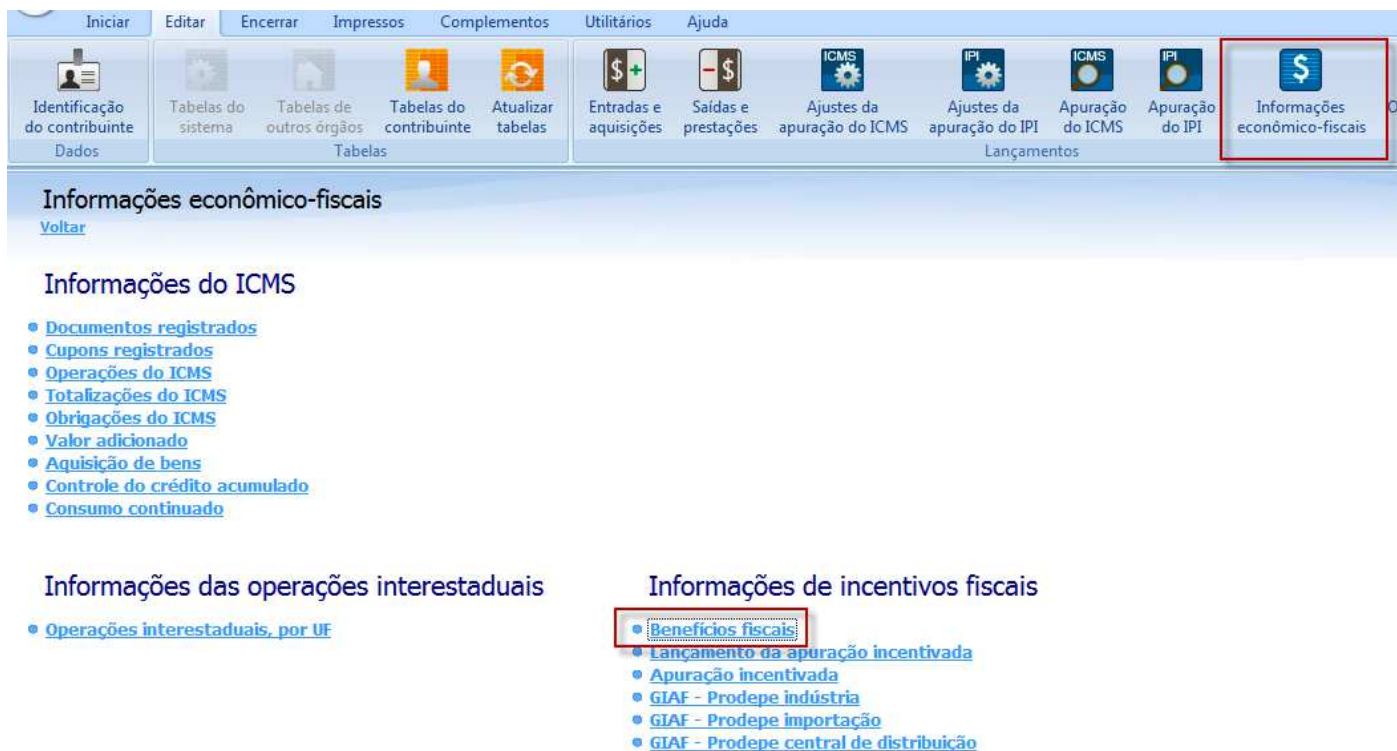 Iniciar Editar Encerrar Impressos Complementos Utilitários Ajuda
Identificação do contribuinte
Tabelas do sistema
Tabelas de outros órgãos
Tabelas do contribuinte
Atualizar tabelas
$ +
Entradas e aquisições
- $
Saídas e prestações
ICMS
Ajustes da apuração do ICMS
IPI
Ajustes da apuração do IPI
ICMS
Apuração do ICMS
IPI
Apuração do IPI
$
Informações econômico-fiscais
Dados Tabelas Lançamentos
Informações econômico-fiscais
Voltar
Informações do ICMS
Documentos registrados
Cupons registrados
Operações do ICMS
Totalizações do ICMS
Obrigações do ICMS
Valor adicionado
Aquisição de bens
Controle do crédito acumulado
Consumo continuado
Informações das operações interestaduais
Operações interestaduais, por UF
Informações de incentivos fiscais
Benefícios fiscais
Lançamento da apuração incentivada
Apuração incentivada
GIAF - Prodepe indústria
GIAF - Prodepe importação
GIAF - Prodepe central de distribuição